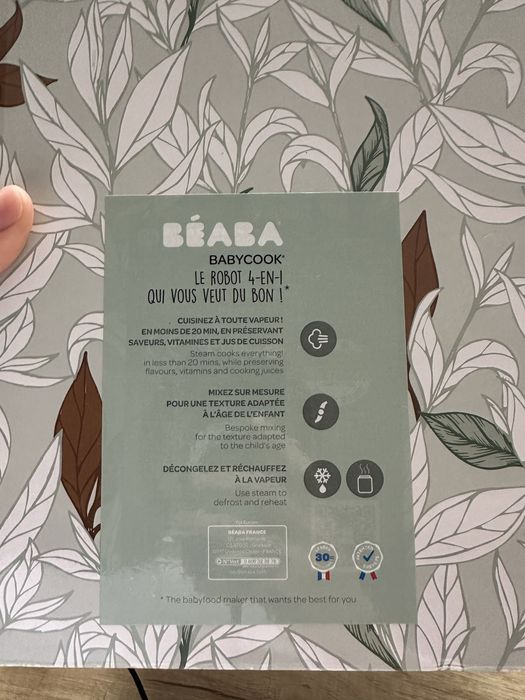 BÉABA
BABYCOOK®
LE ROBOT 4-EN-1
QUI VOUS VEUT DU BON !*
CUISINEZ À TOUTE VAPEUR !
EN MOINS DE 20 MIN, EN PRÉSERVANT
SAVEURS, VITAMINES ET JUS DE CUISSON
Steam cooks everything!
in less than 20 mins, while preserving
flavours, vitamins and cooking juices
MIXEZ SUR MESURE
POUR UNE TEXTURE ADAPTÉE
À L'ÂGE DE L'ENFANT
Bespoke mixing
for the texture adapted
to the child's age
DÉCONGELEZ ET RÉCHAUFFEZ
À LA VAPEUR
Use steam to
defrost and reheat
BÉABA FRANCE
N° Vert
30
* The babyfood maker that wants the best for you